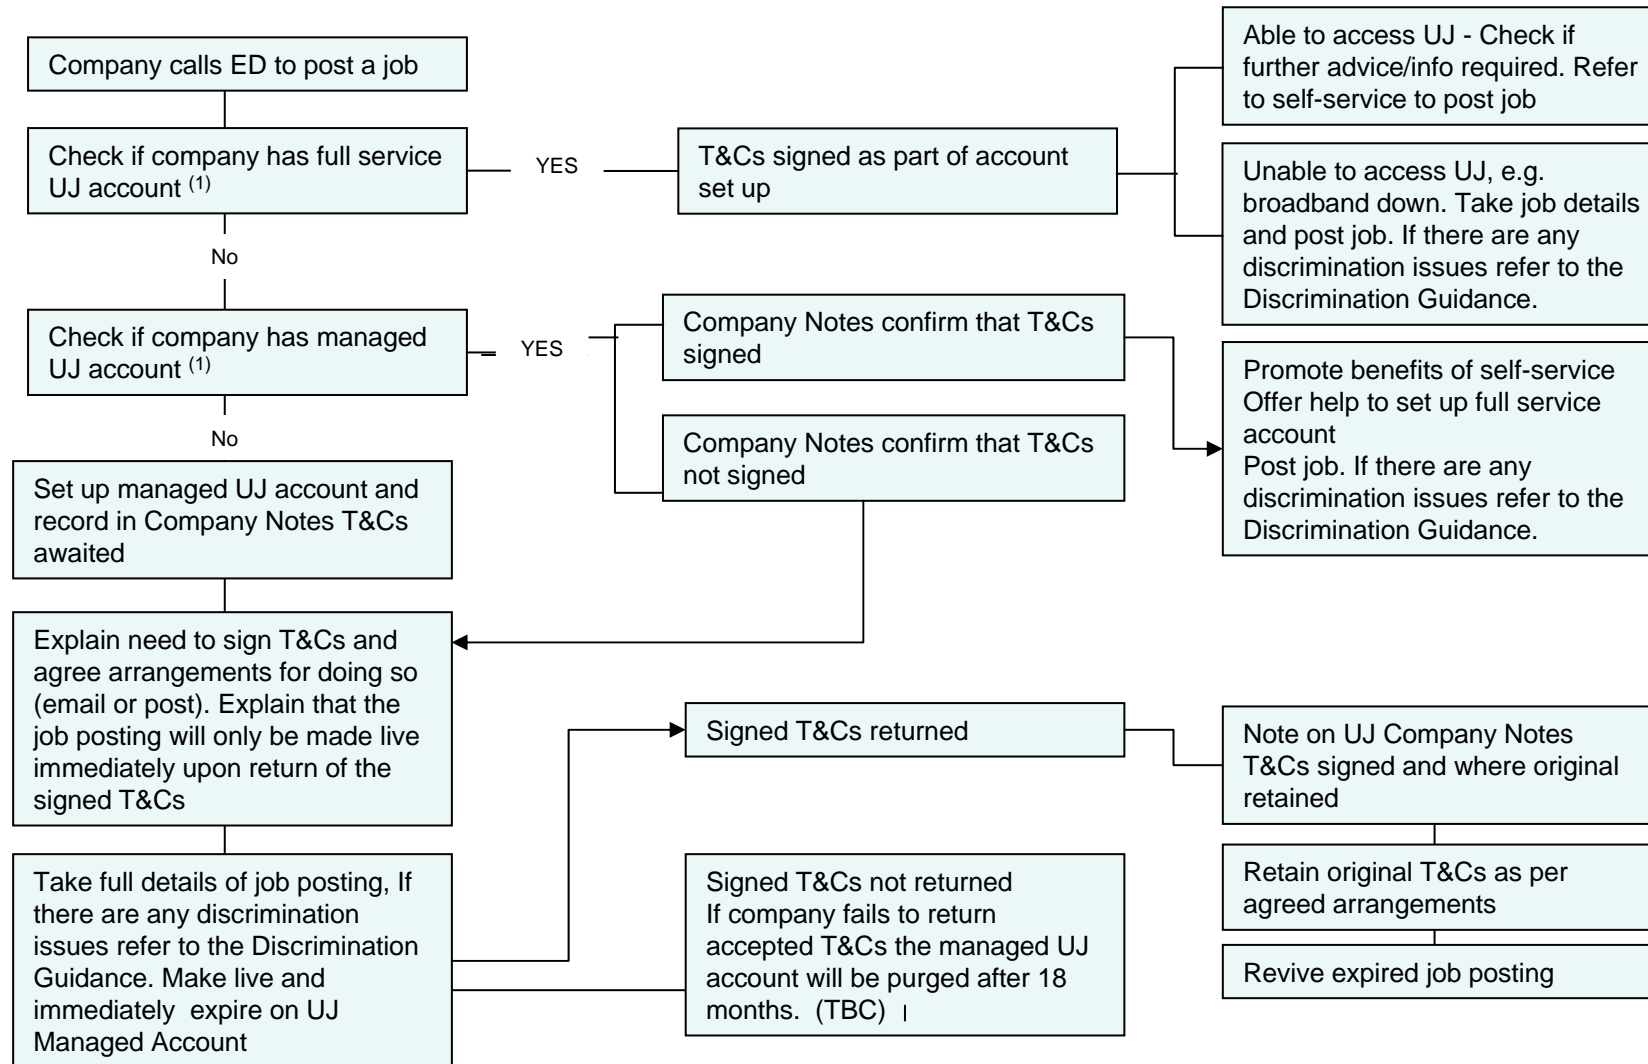 Company calls ED to post a job
Check if company has full service
UJ account (1)
YES
T&Cs signed as part of account
set up
Able to access UJ - Check if
further advice/info required. Refer
to self-service to post job
Unable to access UJ, e.g.
broadband down. Take job details
and post job. If there are any
discrimination issues refer to the
Discrimination Guidance.
No
Check if company has managed
UJ account (1)
YES
Company Notes confirm that T&Cs
signed
Company Notes confirm that T&Cs
not signed
Promote benefits of self-service
Offer help to set up full service
account
Post job. If there are any
discrimination issues refer to the
Discrimination Guidance.
No
Set up managed UJ account and
record in Company Notes T&Cs
awaited
Explain need to sign T&Cs and
agree arrangements for doing so
(email or post). Explain that the
job posting will only be made live
immediately upon return of the
signed T&Cs
Take full details of job posting, If
there are any discrimination
issues refer to the Discrimination
Guidance. Make live and
immediately expire on UJ
Managed Account
Signed T&Cs returned
Signed T&Cs not returned
If company fails to return
accepted T&Cs the managed UJ
account will be purged after 18
months. (TBC)
Note on UJ Company Notes
T&Cs signed and where original
retained
Retain original T&Cs as per
agreed arrangements
Revive expired job posting